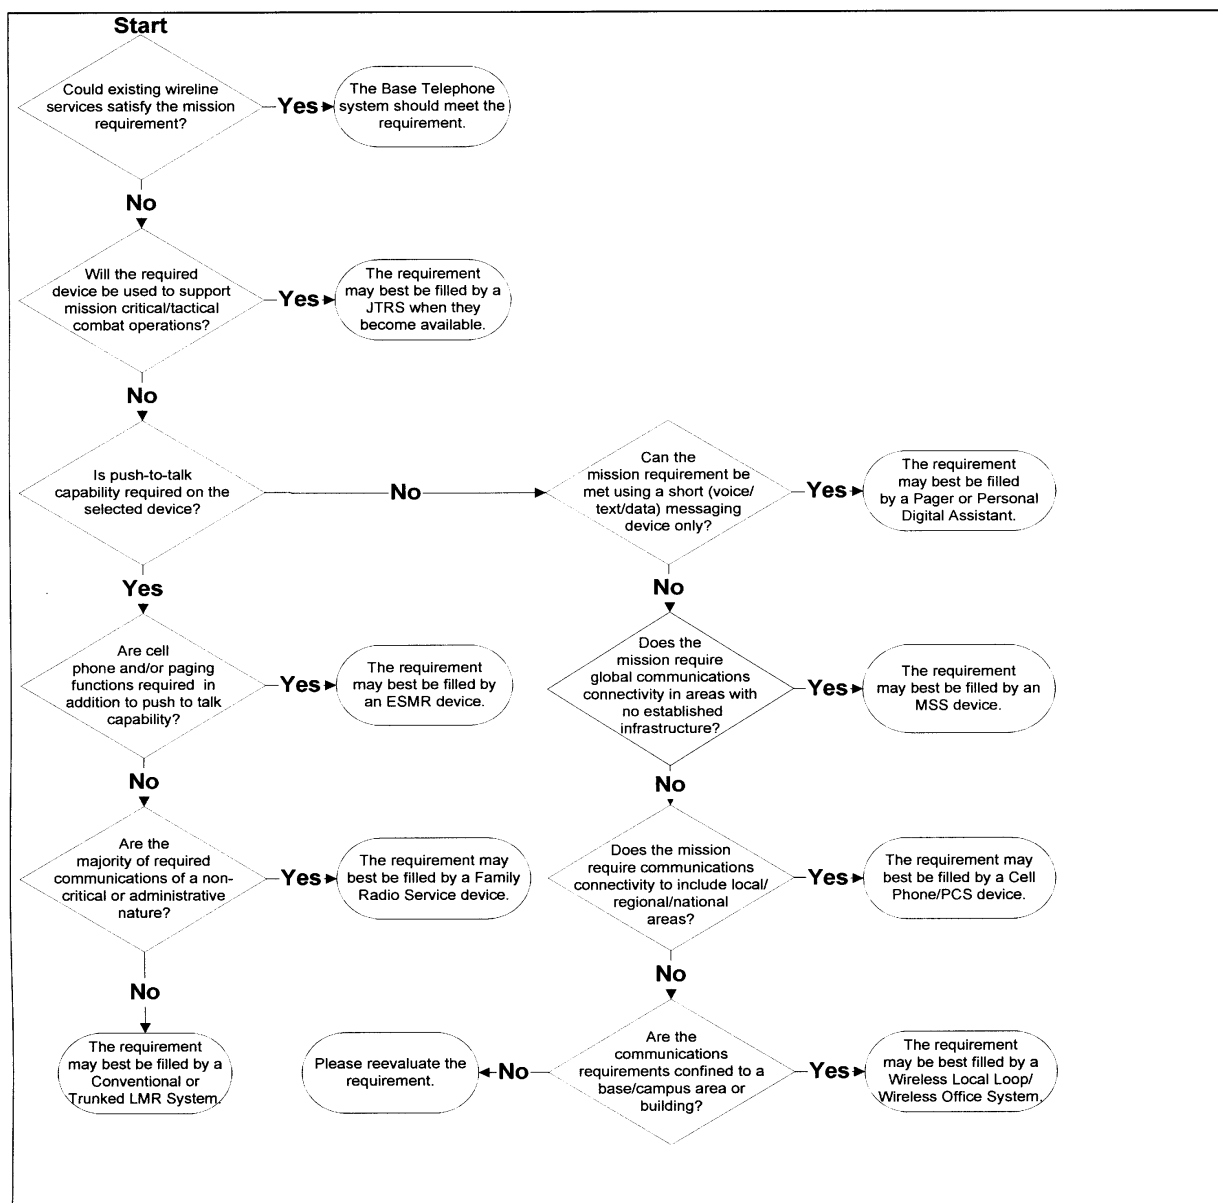 Start
Could existing wireline
services satisfy the mission
requirement?
Yes
The Base Telephone
system should meet the
requirement.
No
Will the required
device be used to support
mission critical/tactical
combat operations?
Yes
The requirement
may best be filled by a
JTRS when they
become available.
No
Is push-to-talk
capability required on the
selected device?
No
Can the
mission requirement be
met using a short (voice/
text/data) messaging
device only?
Yes
The requirement
may best be filled
by a Pager or Personal
Digital Assistant.
Yes
No
Are cell
phone and/or paging
functions required in
addition to push to talk
capability?
Yes
The requirement
may best be filled by
an ESMR device.
Does the
mission require
global communications
connectivity in areas with
no established
infrastructure?
Yes
The requirement
may best be filled by an
MSS device.
No
No
Are the
majority of required
communications of a non-
critical or administrative
nature?
Yes
The requirement may
best be filled by a Family
Radio Service device.
Does the mission
require communications
connectivity to include local/
regional/national
areas?
Yes
The requirement may
best be filled by a Cell
Phone/PCS device.
No
No
The requirement
may best be filled by a
Conventional or
Trunked LMR System.
Please reevaluate the
requirement.
No
Are the
communications
requirements confined to a
base/campus area or
building?
Yes
The requirement
may be best filled by a
Wireless Local Loop/
Wireless Office System.